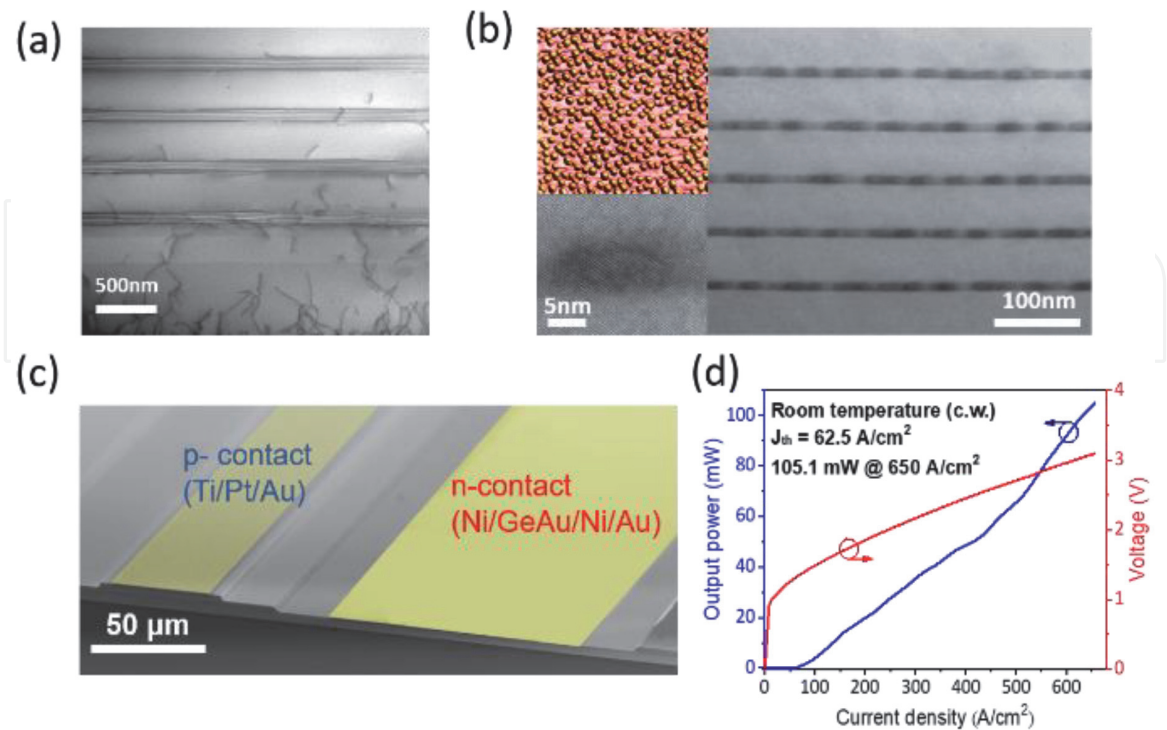 (a)
500nm
(b)
5nm
100nm
(c)
p- contact
(Ti/Pt/Au)
n-contact
(Ni/GeAu/Ni/Au)
50 μm
(d)
Room temperature (c.w.)
Jth = 62.5 A/cm²
105.1 mW @ 650 A/cm²
Output power (mW)
100
80
60
40
20
0
4
3
2
1
0
Voltage (V)
0 100 200 300 400 500 600
Current density (A/cm²)